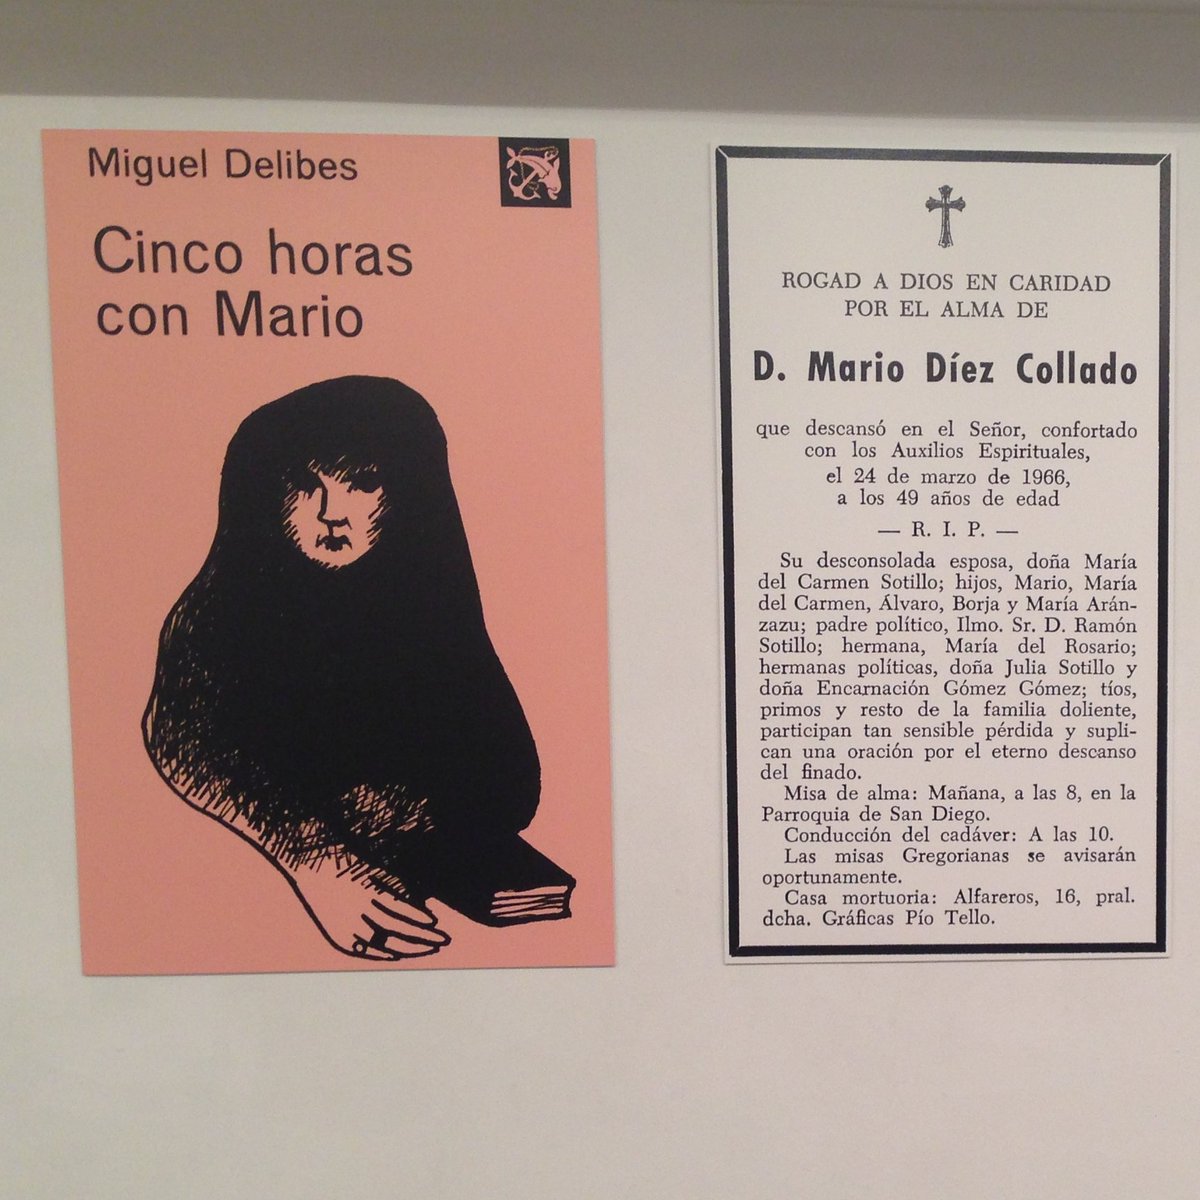 Miguel Delibes
Cinco horas
con Mario
ROGAD A DIOS EN CARIDAD
POR EL ALMA DE
D. Mario Díez Collado
que descansó en el Señor, confortado
con los Auxilios Espirituales,
el 24 de marzo de 1966,
a los 49 años de edad
— R. I. P. —
Su desconsolada esposa, doña María
del Carmen Sotillo; hijos, Mario, María
del Carmen, Álvaro, Borja y María Arán-
zazu; padre político, Ilmo. Sr. D. Ramón
Sotillo; hermana, María del Rosario;
hermanas políticas, doña Julia Sotillo y
doña Encarnación Gómez Gómez; tíos,
primos y resto de la familia doliente,
participan tan sensible pérdida y supli-
can una oración por el eterno descanso
del finado.
Misa de alma: Mañana, a las 8, en la
Parroquia de San Diego.
Conducción del cadáver: A las 10.
Las misas Gregorianas se avisarán
oportunamente.
Casa mortuoria: Alfareros, 16, pral.
dcha. Gráficas Pío Tello.